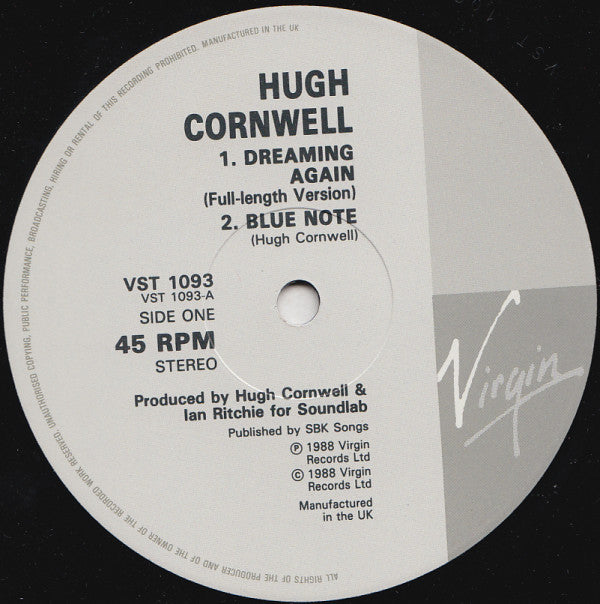 HUGH
CORNWELL
1. DREAMING
AGAIN
(Full-length Version)
2. BLUE NOTE
(Hugh Cornwell)
VST 1093
VST 1093-A
SIDE ONE
45 RPM
STEREO
Produced by Hugh Cornwell &
Ian Ritchie for Soundlab
Published by SBK Songs
Ⓟ 1988 Virgin
Records Ltd
© 1988 Virgin
Records Ltd
Manufactured
in the UK
Virgin
ALL RIGHTS OF THE PRODUCER AND OF THE OWNER OF THE RECORDED WORK RESERVED. UNAUTHORISED COPYING, PUBLIC PERFORMANCE, BROADCASTING, HIRING OR RENTAL OF THIS RECORDING PROHIBITED. MANUFACTURED IN THE UK